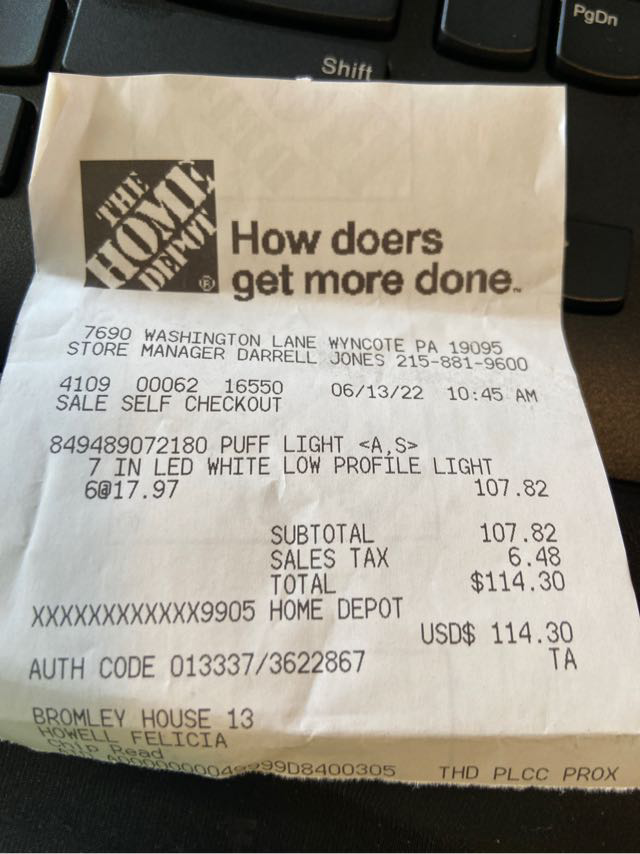 PgDn
Shift
THE
HOME
DEPOT®
How doers
get more done.™
7690 WASHINGTON LANE WYNCOTE PA 19095
STORE MANAGER DARRELL JONES 215-881-9600
4109 00062 16550 06/13/22 10:45 AM
SALE SELF CHECKOUT
849489072180 PUFF LIGHT <A,S>
7 IN LED WHITE LOW PROFILE LIGHT
6@17.97 107.82
SUBTOTAL 107.82
SALES TAX 6.48
TOTAL $114.30
XXXXXXXXXXXX9905 HOME DEPOT
USD$ 114.30
AUTH CODE 013337/3622867 TA
BROMLEY HOUSE 13
HOWELL FELICIA
Chip Read
THD PLCC PROX